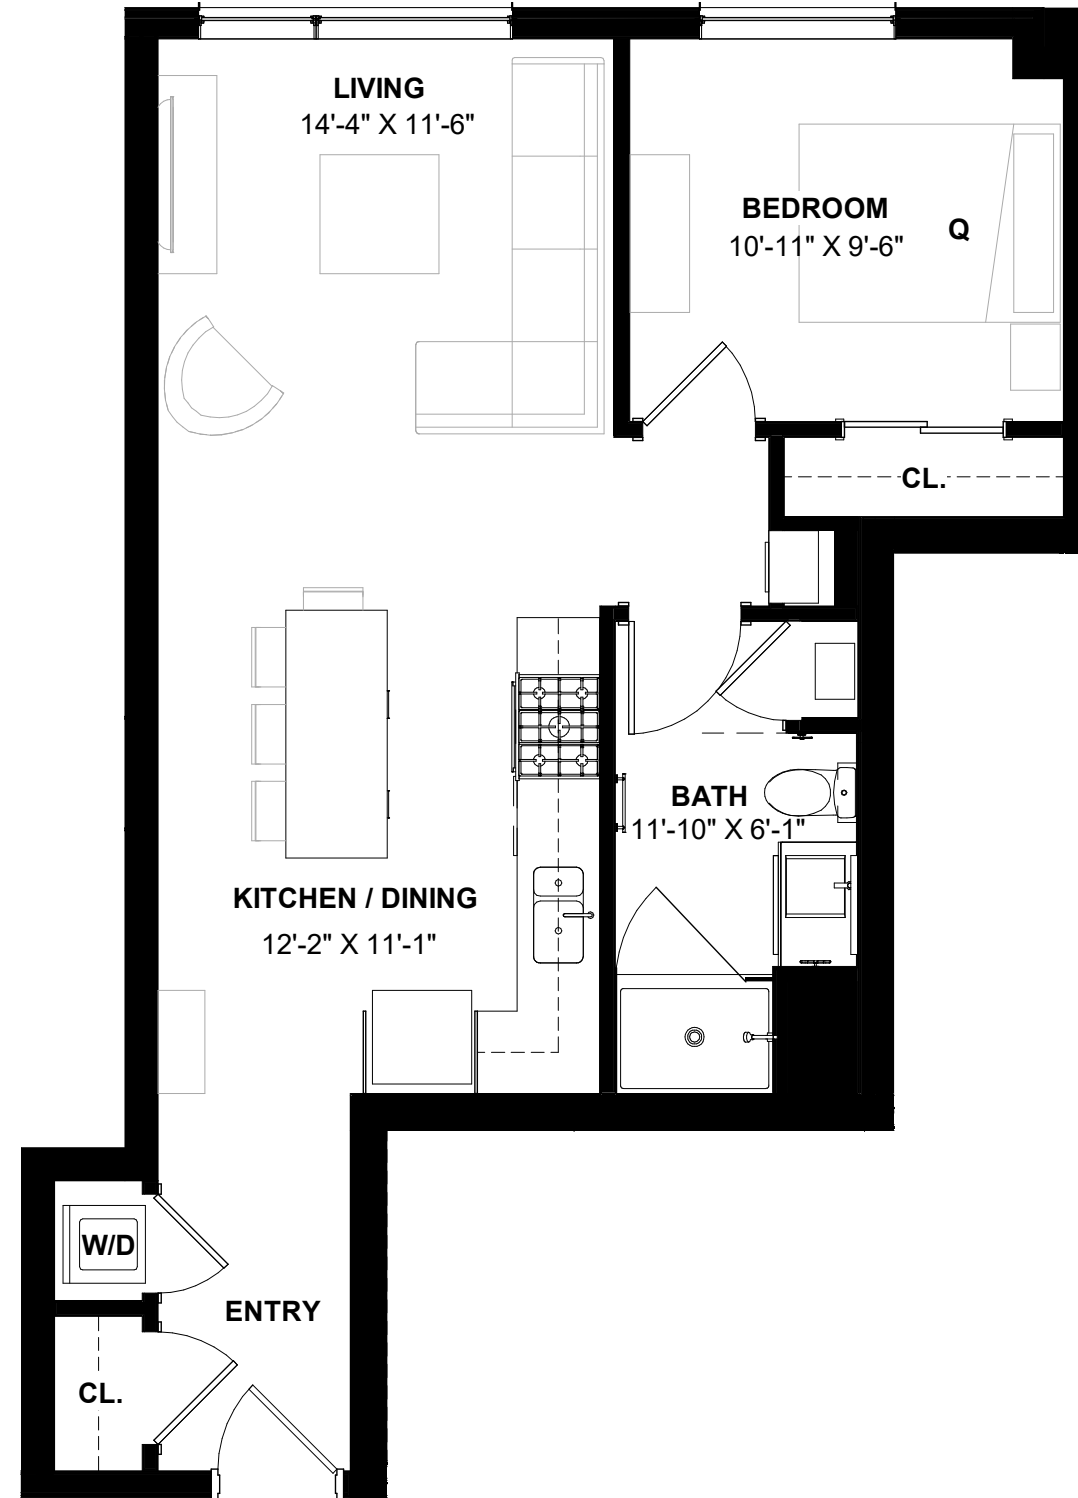 LIVING
14'-4" X 11'-6"
BEDROOM
10'-11" X 9'-6"
Q
CL.
BATH
11'-10" X 6'-1"
KITCHEN / DINING
12'-2" X 11'-1"
W/D
ENTRY
CL.